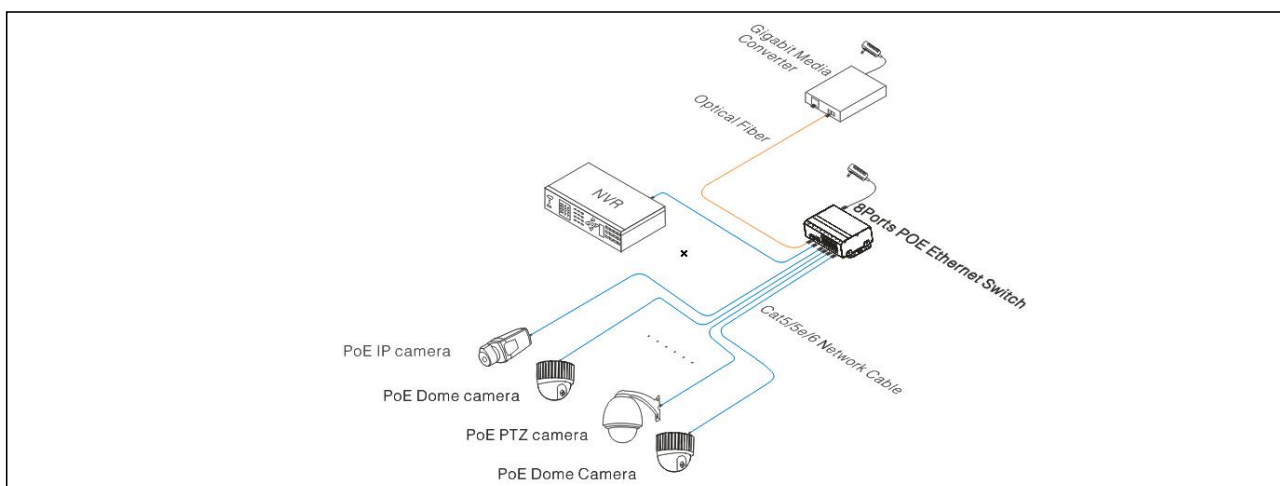 Gigabit Media
Converter
Optical Fiber
NVR
8Ports POE Ethernet Switch
Cat5/5e/6 Network Cable
PoE IP camera
PoE Dome camera
PoE PTZ camera
PoE Dome Camera